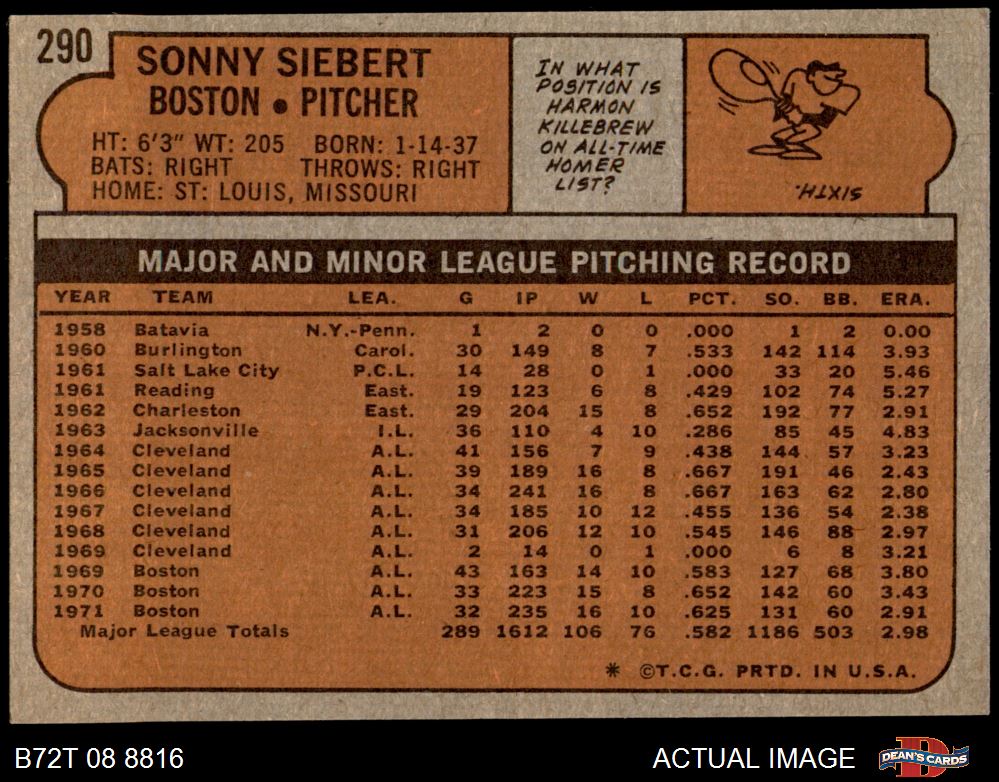 290
SONNY SIEBERT
BOSTON • PITCHER
HT: 6'3" WT: 205 BORN: 1-14-37
BATS: RIGHT THROWS: RIGHT
HOME: ST: LOUIS, MISSOURI
IN WHAT
POSITION IS
HARMON
KILLEBREW
ON ALL-TIME
HOMER
LIST?
SIXTH.
MAJOR AND MINOR LEAGUE PITCHING RECORD
YEAR TEAM LEA. G IP W L PCT. SO. BB. ERA.
1958 Batavia N.Y.-Penn. 1 2 0 0 .000 1 2 0.00
1960 Burlington Carol. 30 149 8 7 .533 142 114 3.93
1961 Salt Lake City P.C.L. 14 28 0 1 .000 33 20 5.46
1961 Reading East. 19 123 6 8 .429 102 74 5.27
1962 Charleston East. 29 204 15 8 .652 192 77 2.91
1963 Jacksonville I.L. 36 110 4 10 .286 85 45 4.83
1964 Cleveland A.L. 41 156 7 9 .438 144 57 3.23
1965 Cleveland A.L. 39 189 16 8 .667 191 46 2.43
1966 Cleveland A.L. 34 241 16 8 .667 163 62 2.80
1967 Cleveland A.L. 34 185 10 12 .455 136 54 2.38
1968 Cleveland A.L. 31 206 12 10 .545 146 88 2.97
1969 Cleveland A.L. 2 14 0 1 .000 6 8 3.21
1969 Boston A.L. 43 163 14 10 .583 127 68 3.80
1970 Boston A.L. 33 223 15 8 .652 142 60 3.43
1971 Boston A.L. 32 235 16 10 .625 131 60 2.91
Major League Totals 289 1612 106 76 .582 1186 503 2.98
* ©T.C.G. PRTD. IN U.S.A.
B72T 08 8816 ACTUAL IMAGE
DEAN'S CARDS